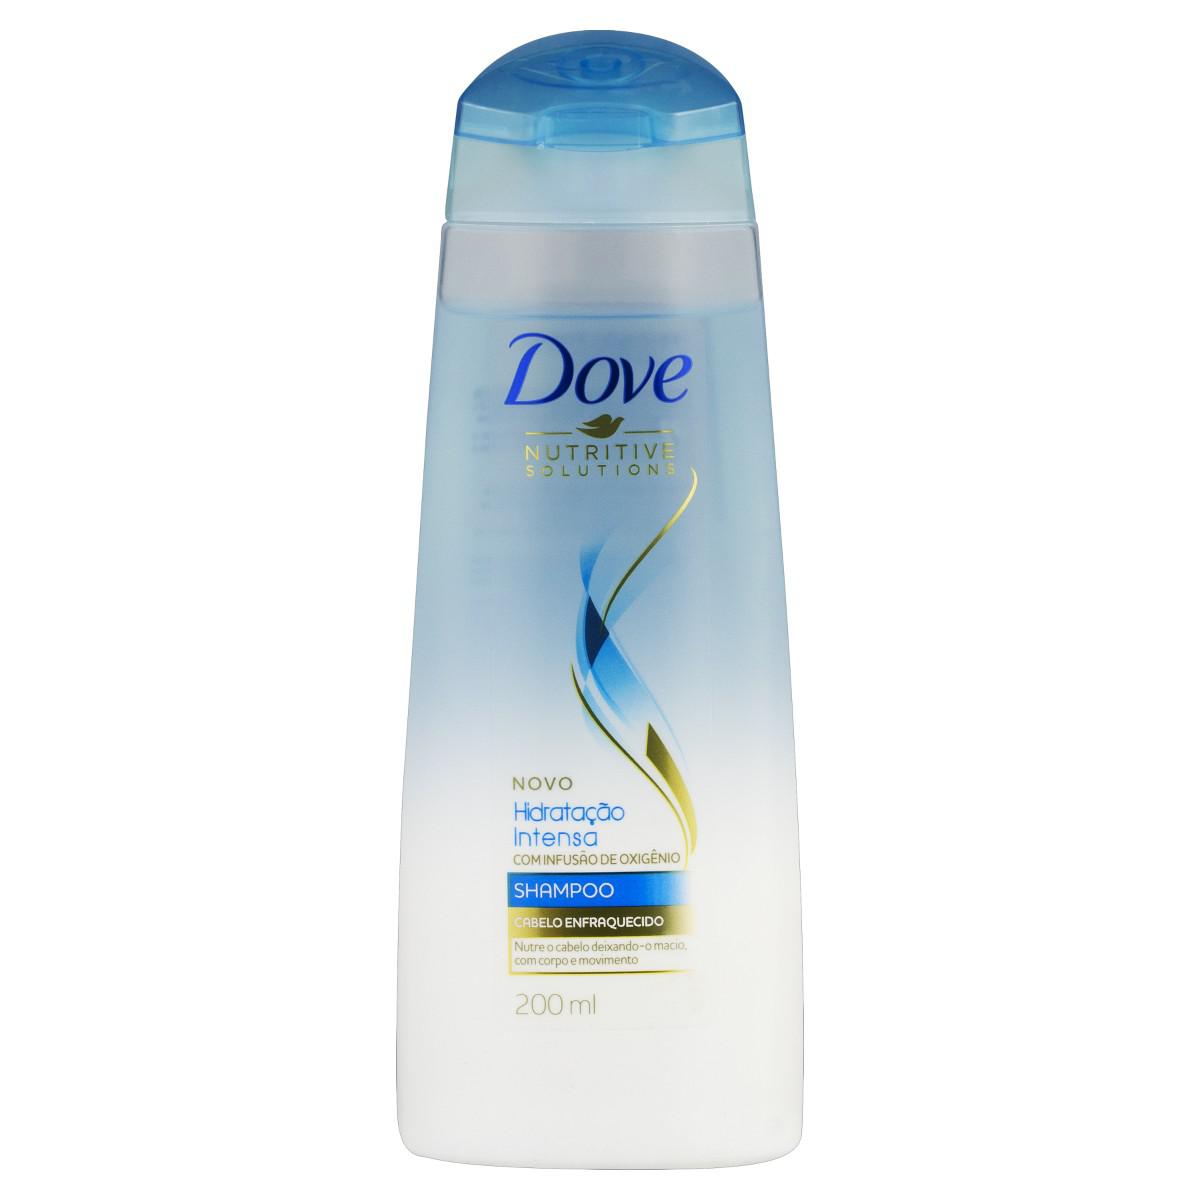 Dove
NUTRITIVE
SOLUTIONS
NOVO
Hidratação
Intensa
COM INFUSÃO DE OXIGÊNIO
SHAMPOO
CABELO ENFRAQUECIDO
Nutre o cabelo deixando-o macio,
com corpo e movimento
200 ml